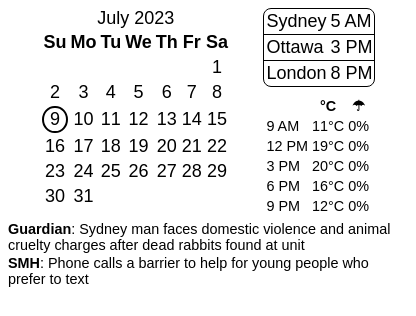 July 2023
Su Mo Tu We Th Fr Sa
1
2 3 4 5 6 7 8
9 10 11 12 13 14 15
16 17 18 19 20 21 22
23 24 25 26 27 28 29
30 31
Sydney 5 AM
Ottawa 3 PM
London 8 PM
°C ☂
9 AM 11°C 0%
12 PM 19°C 0%
3 PM 20°C 0%
6 PM 16°C 0%
9 PM 12°C 0%
Guardian: Sydney man faces domestic violence and animal
cruelty charges after dead rabbits found at unit
SMH: Phone calls a barrier to help for young people who
prefer to text